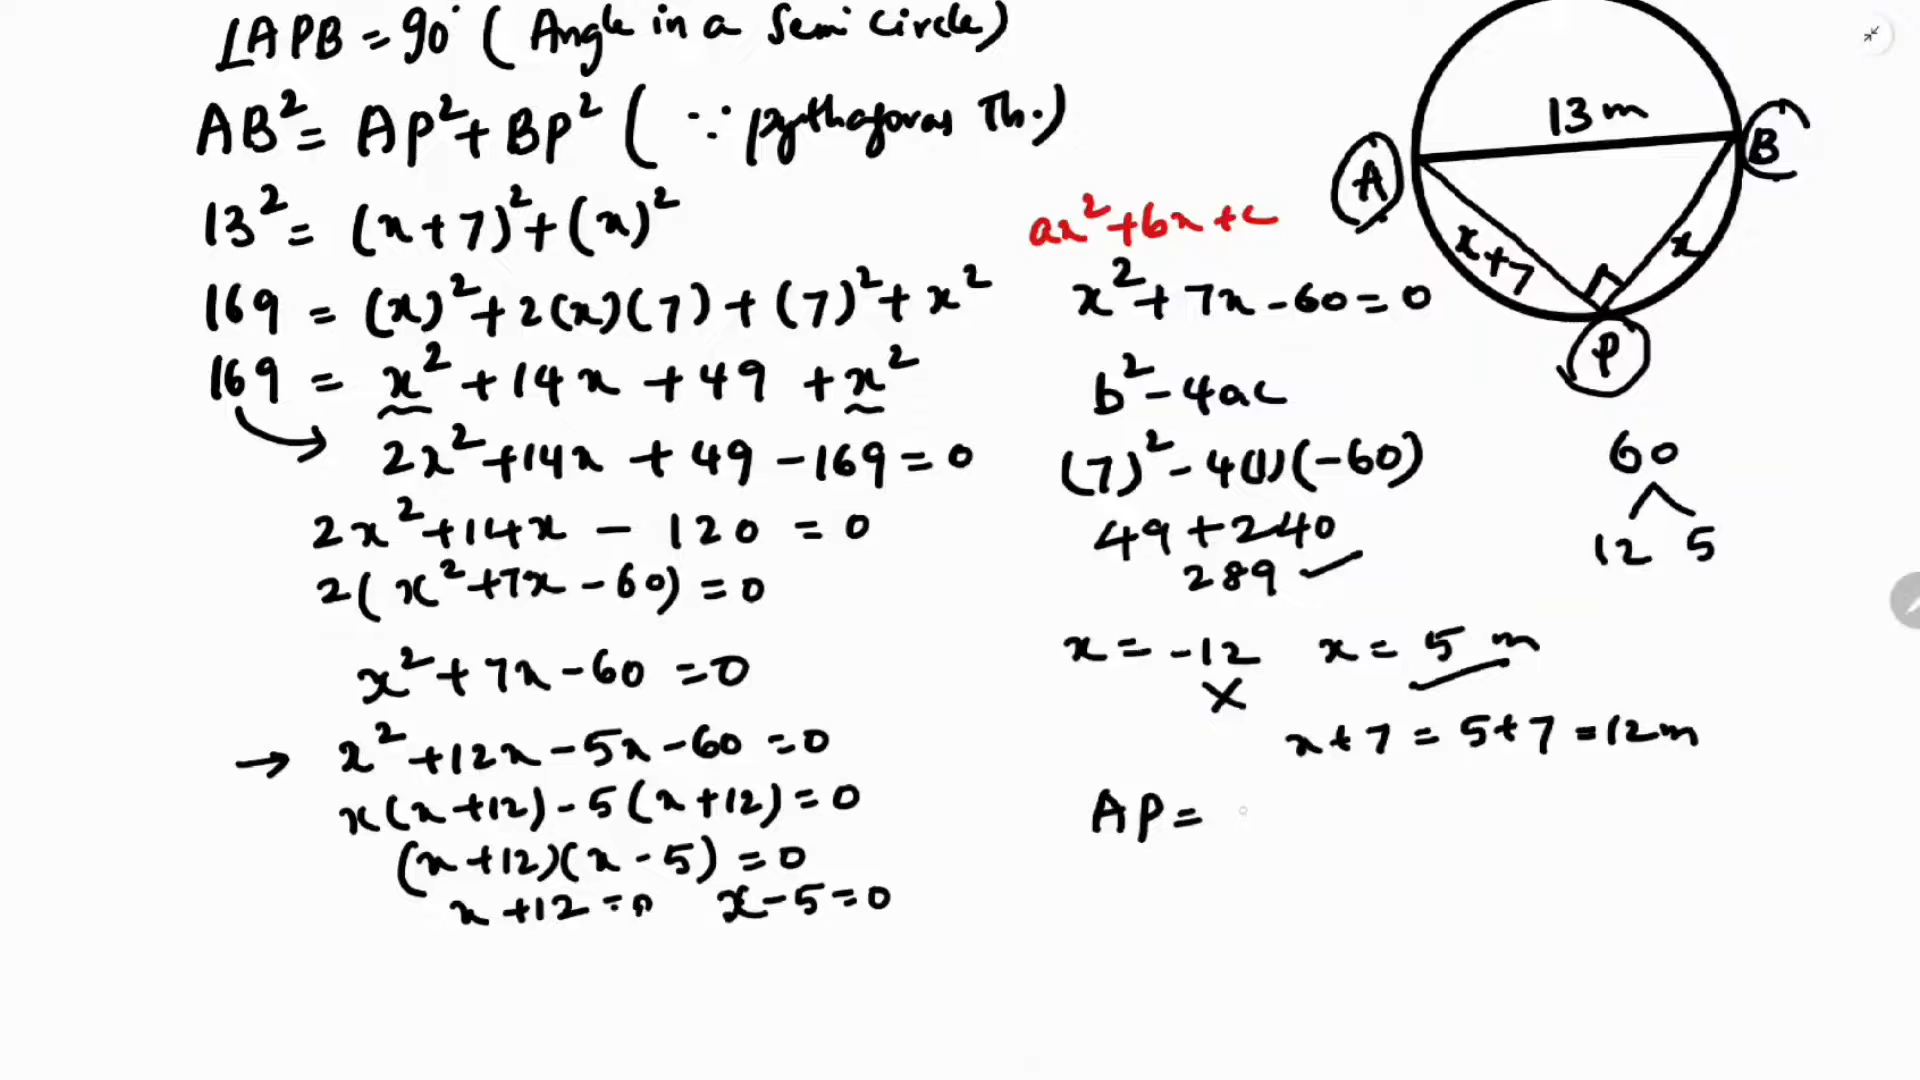 ∠APB = 90° ( Angle in a Semi Circle)
AB² = AP² + BP² ( ∵ pythagoras Th.)
13² = (x+7)² + (x)²
169 = (x)² + 2(x)(7) + (7)² + x²
169 = x² + 14x + 49 + x²
2x² + 14x + 49 - 169 = 0
2x² + 14x - 120 = 0
2( x² + 7x - 60) = 0
x² + 7x - 60 = 0
→ x² + 12x - 5x - 60 = 0
x(x+12) - 5(x+12) = 0
(x+12)(x-5) = 0
x+12 = 0 x-5 = 0
ax² + bx + c
x² + 7x - 60 = 0
b² - 4ac
(7)² - 4(1)(-60)
49 + 240
289 ✓
x = -12 x = 5 m
X
x+7 = 5+7 = 12m
AP =
13 m
A
B
x+7
x
P
60
12 5